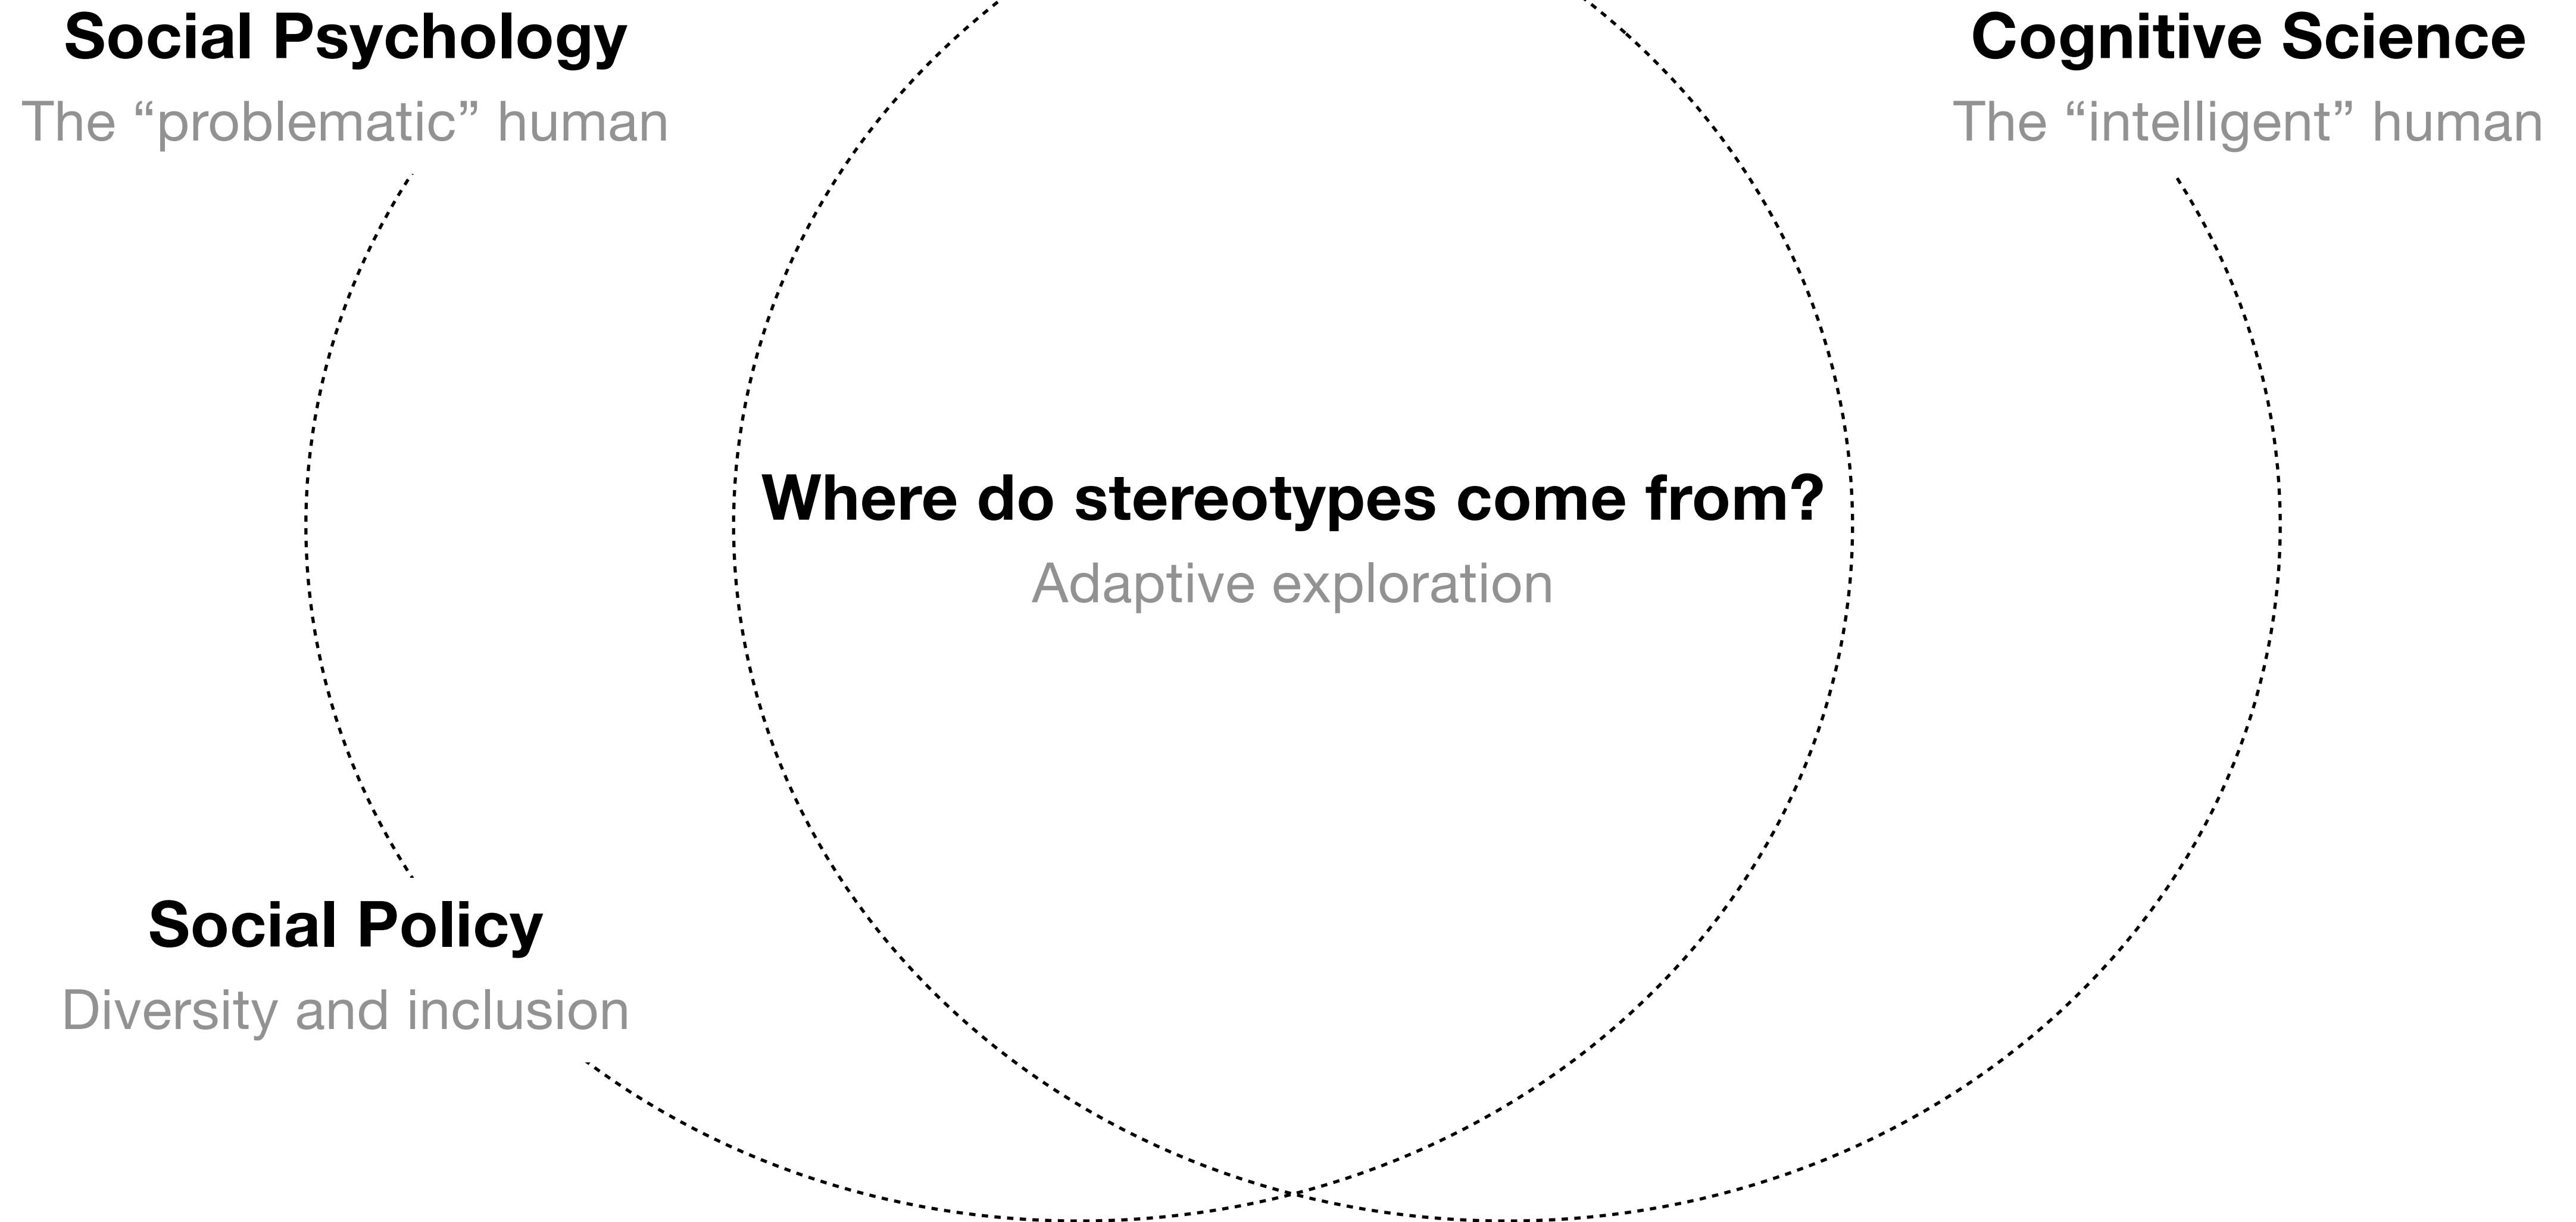 Social Psychology
The “problematic” human
Cognitive Science
The “intelligent” human
Where do stereotypes come from?
Adaptive exploration
Social Policy
Diversity and inclusion